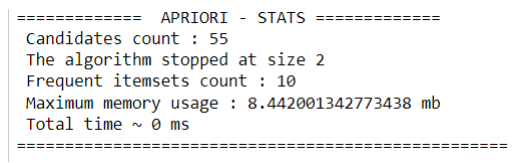 =============  APRIORI - STATS =============
Candidates count : 55
The algorithm stopped at size 2
Frequent itemsets count : 10
Maximum memory usage : 8.442001342773438 mb
Total time ~ 0 ms
===================================================